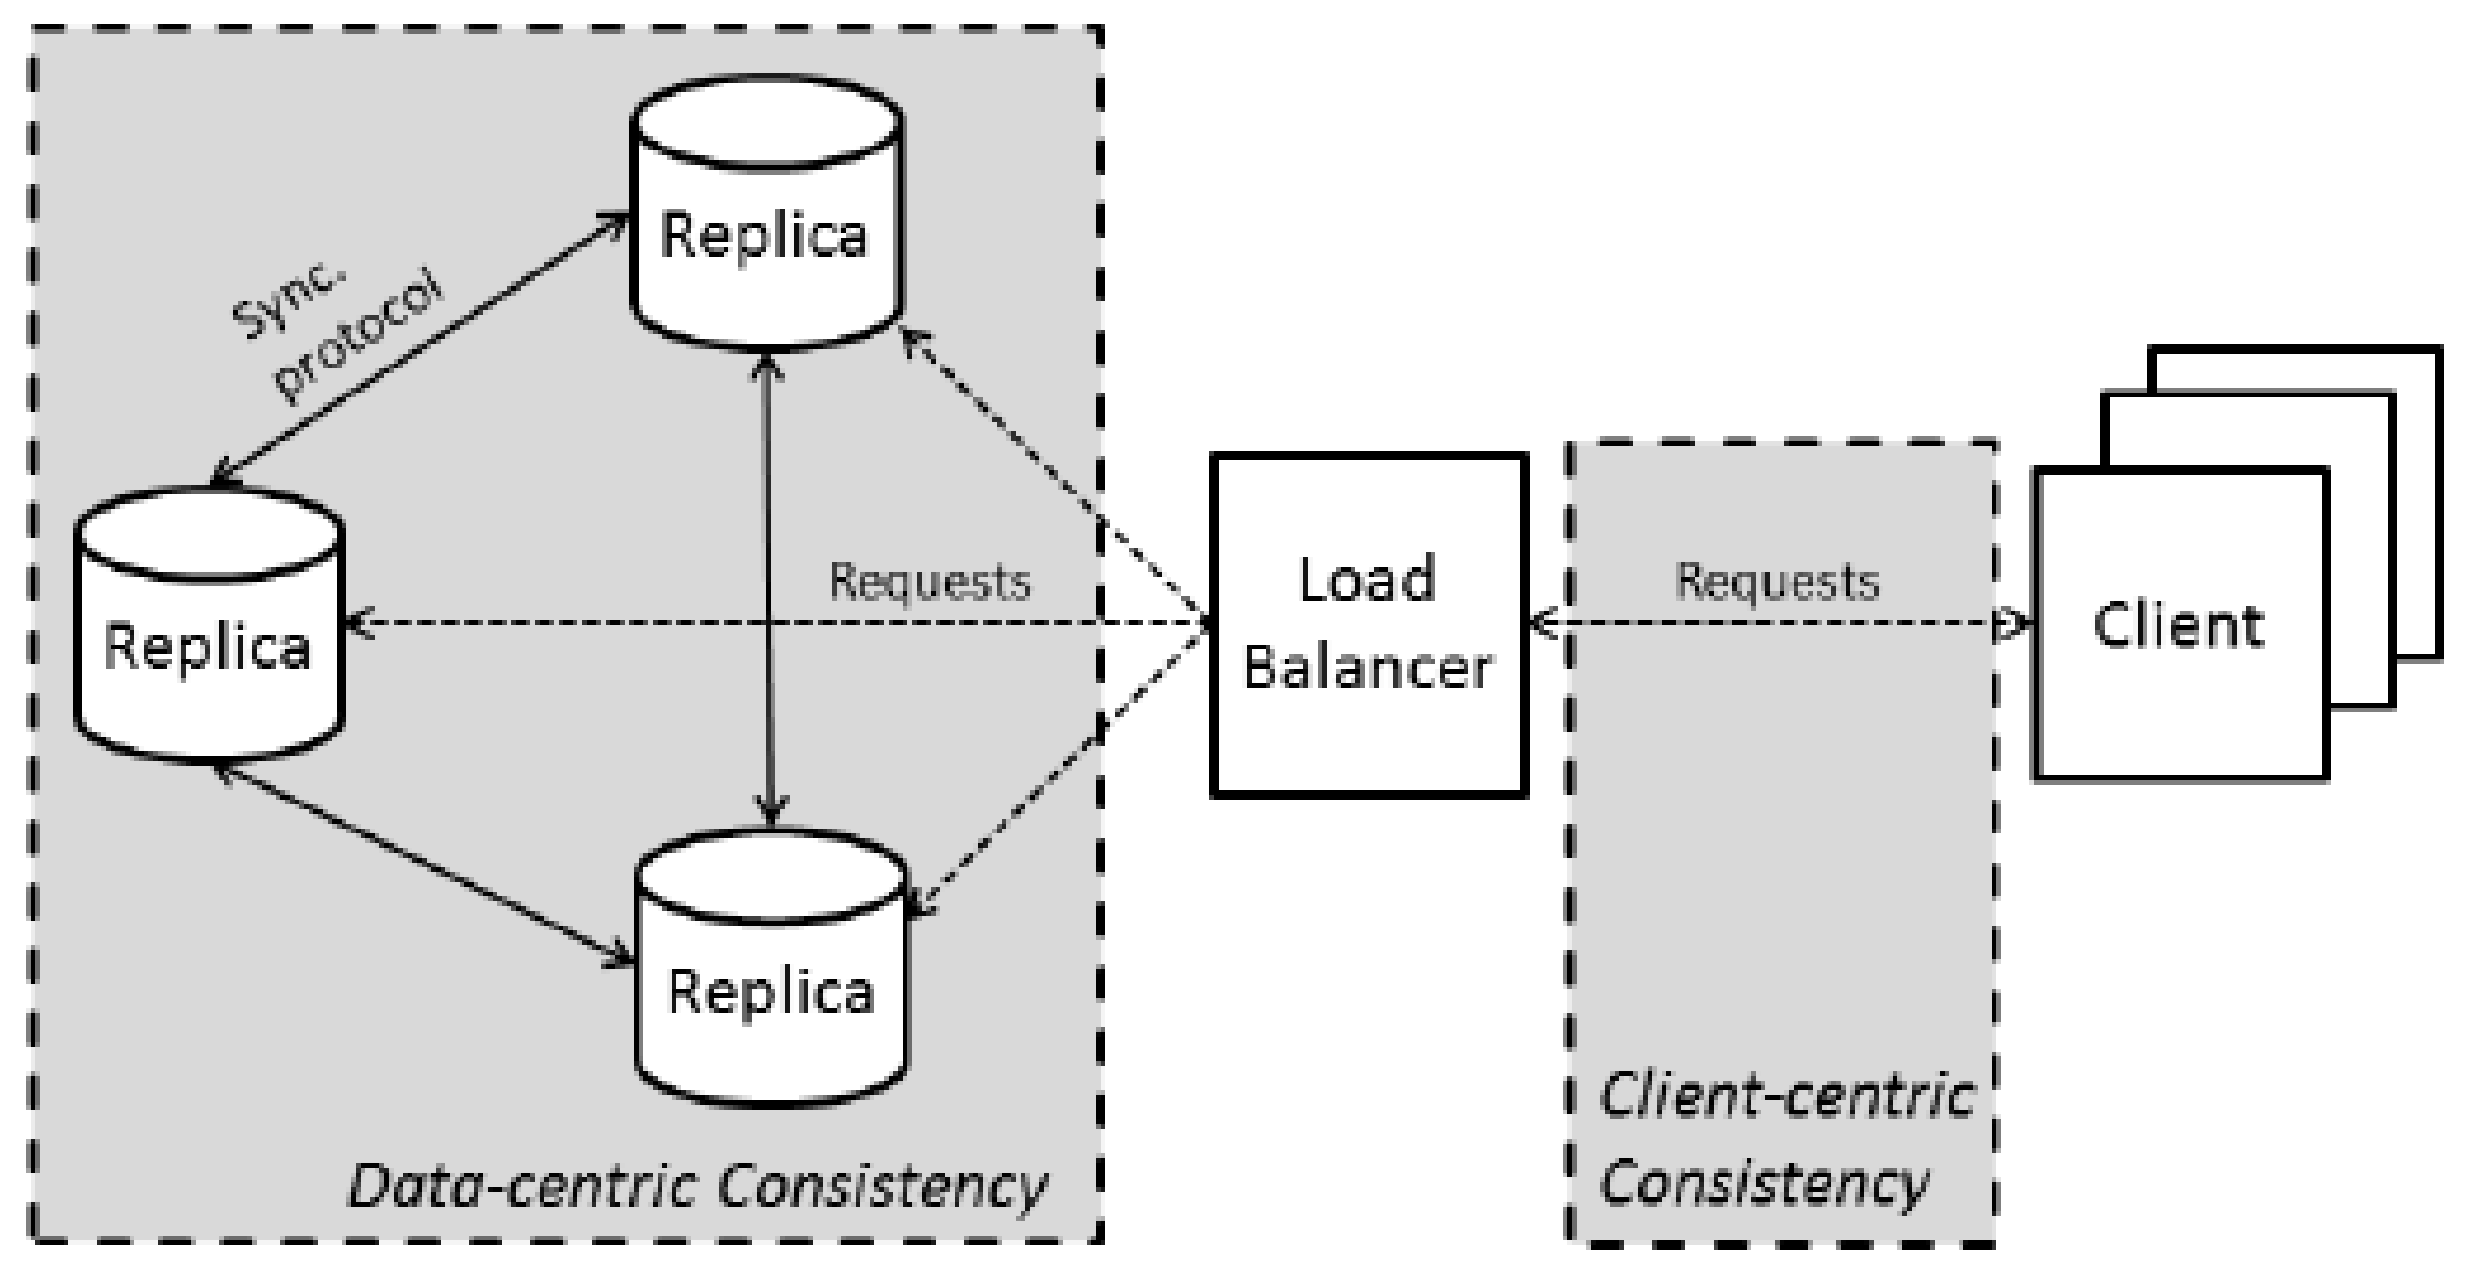 Replica
Sync.
protocol
Replica
Requests
Replica
Data-centric Consistency
Load
Balancer
Requests
Client-centric
Consistency
Client